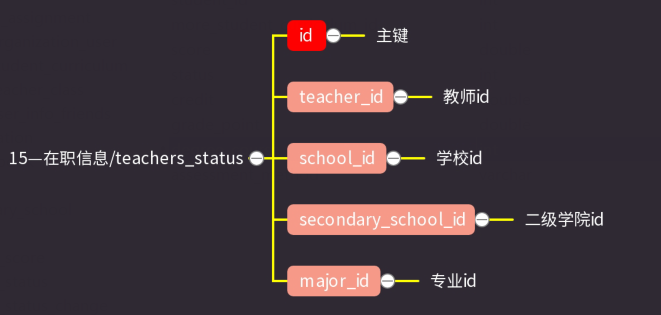 id
主键
teacher_id
教师id
15—在职信息/teachers_status
school_id
学校id
secondary_school_id
二级学院id
major_id
专业id